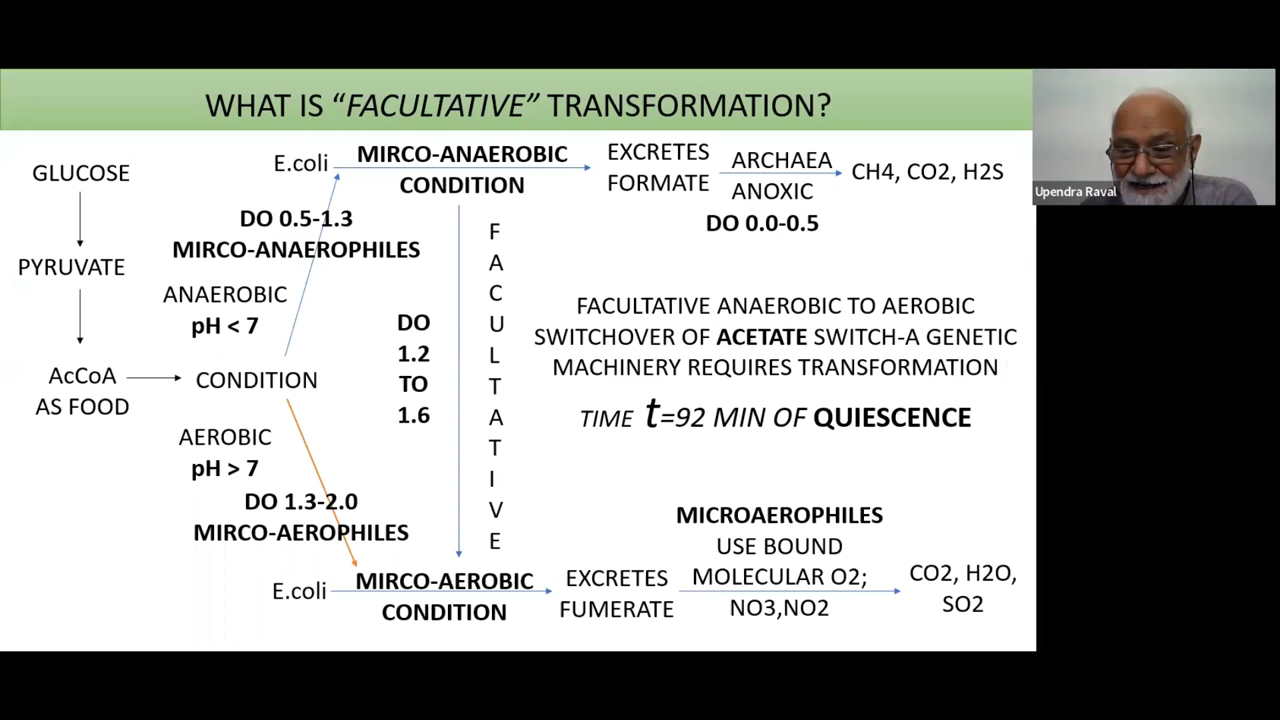 WHAT IS “FACULTATIVE” TRANSFORMATION?
Upendra Raval
GLUCOSE
PYRUVATE
AcCoA
AS FOOD
CONDITION
ANAEROBIC
pH < 7
DO 0.5-1.3
MIRCO-ANAEROPHILES
E.coli
MIRCO-ANAEROBIC
CONDITION
EXCRETES
FORMATE
ARCHAEA
ANOXIC
DO 0.0-0.5
CH4, CO2, H2S
DO
1.2
TO
1.6
F
A
C
U
L
T
A
T
I
V
E
FACULTATIVE ANAEROBIC TO AEROBIC
SWITCHOVER OF ACETATE SWITCH-A GENETIC
MACHINERY REQUIRES TRANSFORMATION
TIME t=92 MIN OF QUIESCENCE
AEROBIC
pH > 7
DO 1.3-2.0
MIRCO-AEROPHILES
E.coli
MIRCO-AEROBIC
CONDITION
EXCRETES
FUMERATE
MICROAEROPHILES
USE BOUND
MOLECULAR O2;
NO3,NO2
CO2, H2O,
SO2